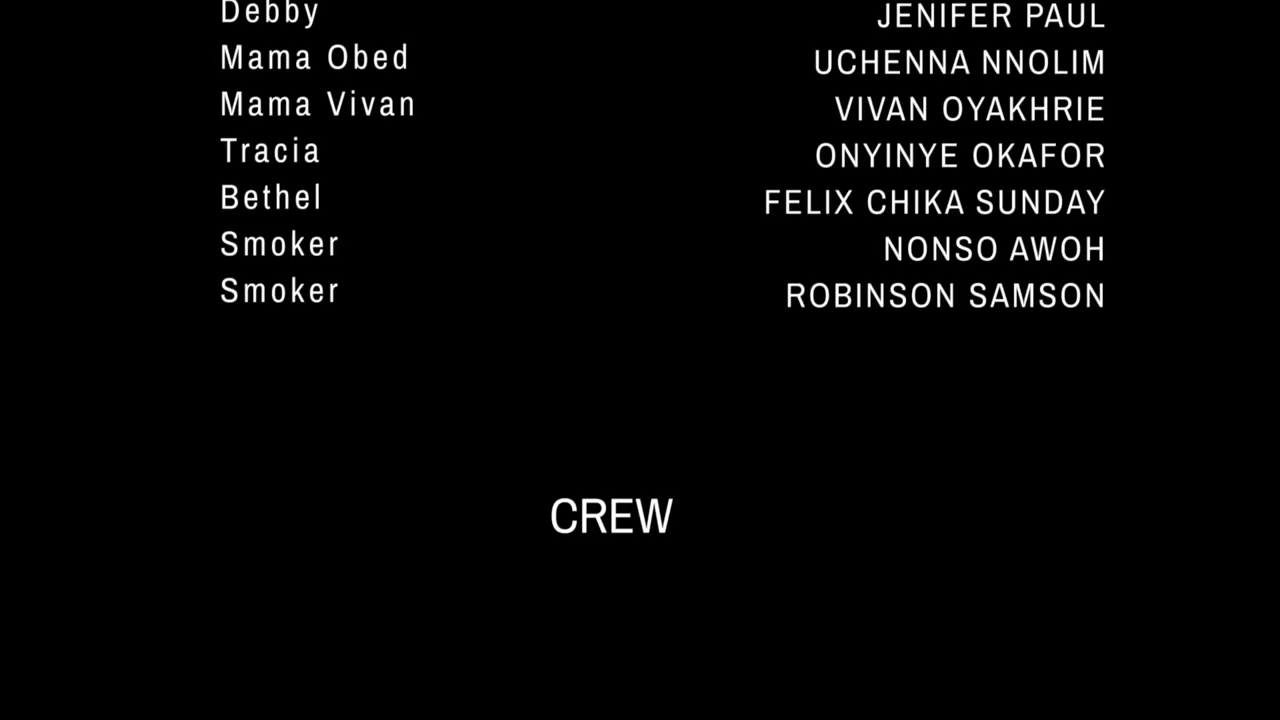 Debby JENIFER PAUL
Mama Obed UCHENNA NNOLIM
Mama Vivan VIVAN OYAKHRIE
Tracia ONYINYE OKAFOR
Bethel FELIX CHIKA SUNDAY
Smoker NONSO AWOH
Smoker ROBINSON SAMSON
CREW